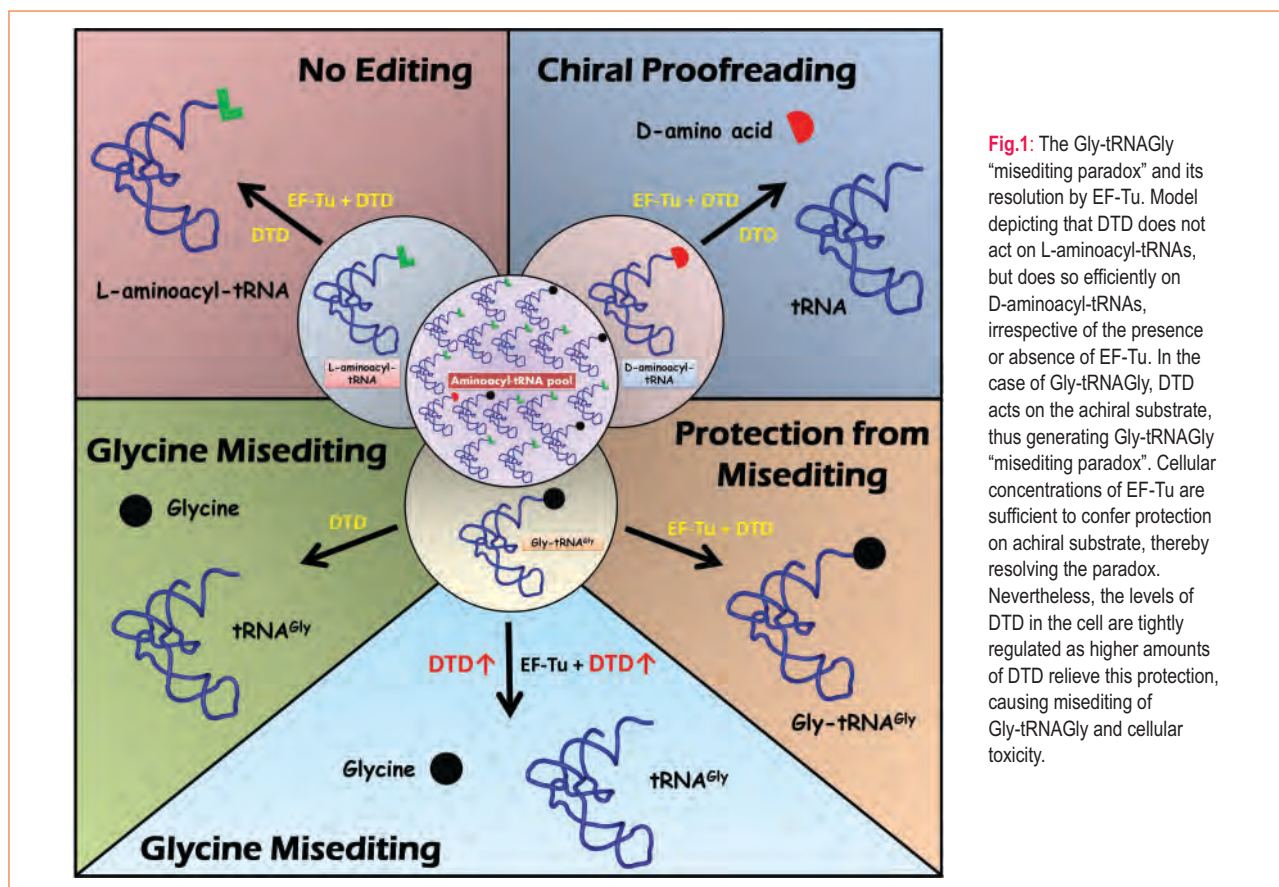 No Editing
Chiral Proofreading
D-amino acid
EF-Tu + DTD
DTD
L-aminoacyl-tRNA
EF-Tu + DTD
DTD
tRNA
L-aminoacyl-
tRNA
Aminoacyl-tRNA pool
D-aminoacyl-
tRNA
Glycine Misediting
Glycine
DTD
tRNAGly
Gly-tRNAGly
Protection from
Misediting
EF-Tu + DTD
Gly-tRNAGly
DTD↑
EF-Tu + DTD↑
Glycine
tRNAGly
Glycine Misediting
Fig.1: The Gly-tRNAGly
“misediting paradox” and its
resolution by EF-Tu. Model
depicting that DTD does not
act on L-aminoacyl-tRNAs,
but does so efficiently on
D-aminoacyl-tRNAs,
irrespective of the presence
or absence of EF-Tu. In the
case of Gly-tRNAGly, DTD
acts on the achiral substrate,
thus generating Gly-tRNAGly
“misediting paradox”. Cellular
concentrations of EF-Tu are
sufficient to confer protection
on achiral substrate, thereby
resolving the paradox.
Nevertheless, the levels of
DTD in the cell are tightly
regulated as higher amounts
of DTD relieve this protection,
causing misediting of
Gly-tRNAGly and cellular
toxicity.